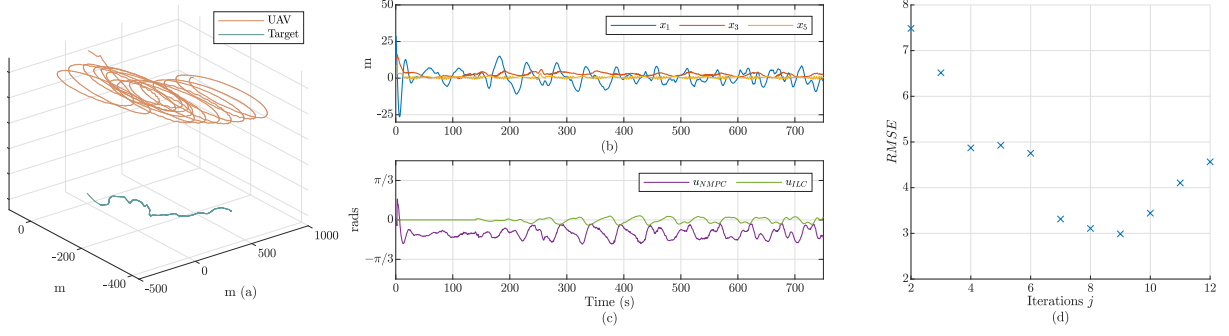 UAV
Target
0
-200
-400
-500
0
500
1000
m
m (a)
50
25
0
-25
m
x1
x3
x5
0
100
200
300
400
500
600
700
(b)
π/3
0
−π/3
rads
uNMPC
uILC
0
100
200
300
400
500
600
700
Time (s)
(c)
8
7
6
5
4
3
2
RMSE
2
4
6
8
10
12
Iterations j
(d)